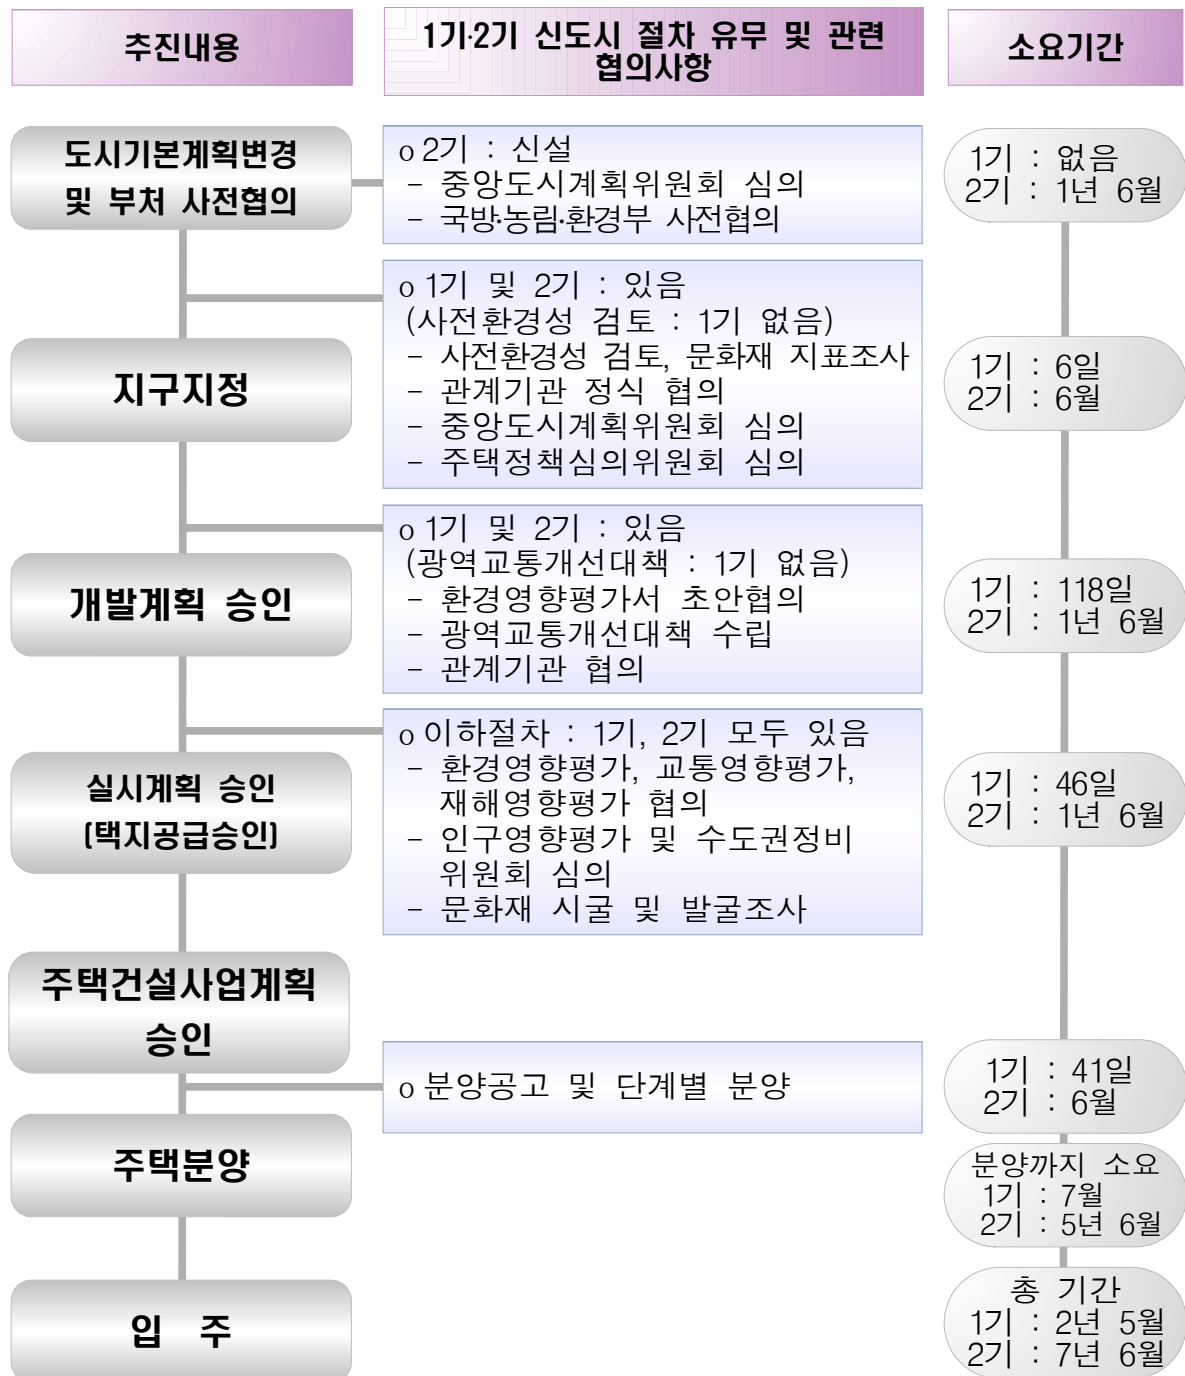 추진내용
1기·2기 신도시 절차 유무 및 관련
협의사항
소요기간
도시기본계획변경
및 부처 사전협의
o 2기 : 신설
- 중앙도시계획위원회 심의
- 국방·농림·환경부 사전협의
1기 : 없음
2기 : 1년 6월
지구지정
o 1기 및 2기 : 있음
(사전환경성 검토 : 1기 없음)
- 사전환경성 검토, 문화재 지표조사
- 관계기관 정식 협의
- 중앙도시계획위원회 심의
- 주택정책심의위원회 심의
1기 : 6일
2기 : 6월
개발계획 승인
o 1기 및 2기 : 있음
(광역교통개선대책 : 1기 없음)
- 환경영향평가서 초안협의
- 광역교통개선대책 수립
- 관계기관 협의
1기 : 118일
2기 : 1년 6월
실시계획 승인
(택지공급승인)
o 이하절차 : 1기, 2기 모두 있음
- 환경영향평가, 교통영향평가,
재해영향평가 협의
- 인구영향평가 및 수도권정비
위원회 심의
- 문화재 시굴 및 발굴조사
1기 : 46일
2기 : 1년 6월
주택건설사업계획
승인
o 분양공고 및 단계별 분양
1기 : 41일
2기 : 6월
주택분양
분양까지 소요
1기 : 7월
2기 : 5년 6월
입 주
총 기간
1기 : 2년 5월
2기 : 7년 6월